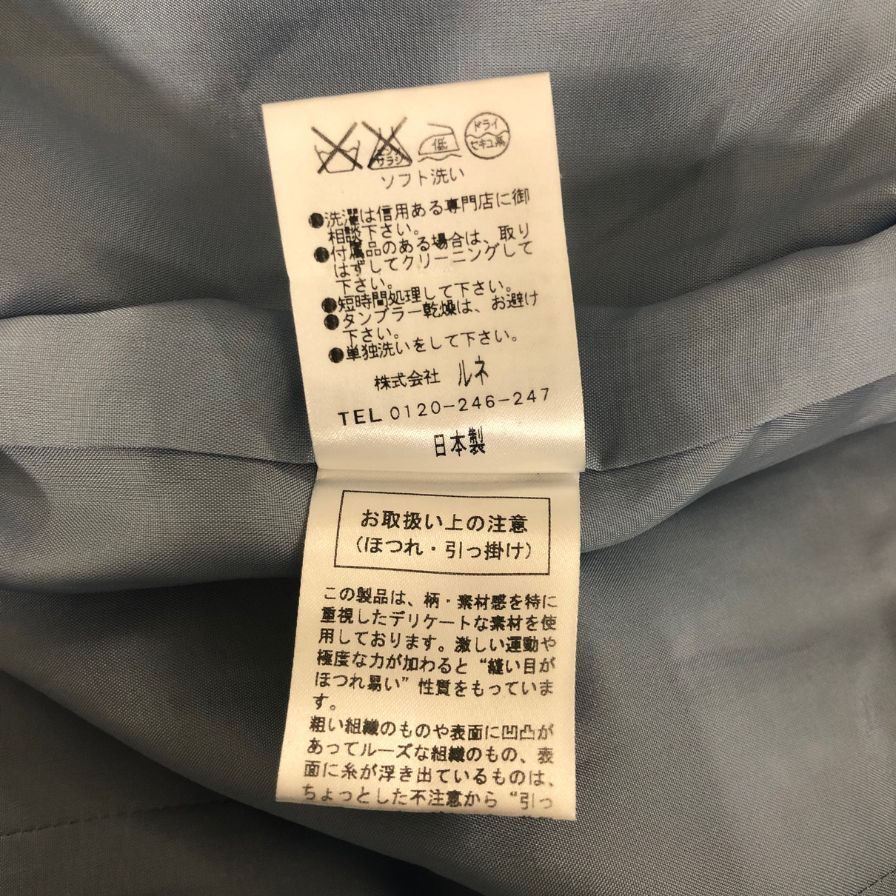 エンソ サラシ 低 ドライ セキユ系
ソフト洗い
●洗濯は信用ある専門店に御
相談下さい。
●付属品のある場合は、取り
はずしてクリーニングして
下さい。
●短時間処理して下さい。
●タンブラー乾燥は、お避け
下さい。
●単独洗いをして下さい。
株式会社 ルネ
TEL 0120-246-247
日本製
お取扱い上の注意
(ほつれ・引っ掛け)
この製品は、柄・素材感を特に
重視したデリケートな素材を使
用しております。激しい運動や
極度な力が加わると“縫い目が
ほつれ易い”性質をもっていま
す。
粗い組織のものや表面に凹凸が
あってルーズな組織のもの、表
面に糸が浮き出ているものは、
ちょっとした不注意から“引っ